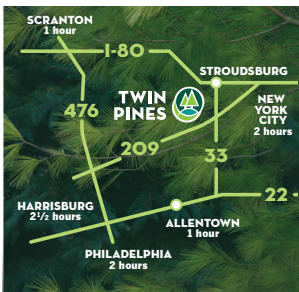 SCRANTON
1 hour
I-80
STROUDSBURG
TWIN
PINES
NEW
YORK
CITY
2 hours
476
209
33
22
HARRISBURG
2½ hours
ALLENTOWN
1 hour
PHILADELPHIA
2 hours